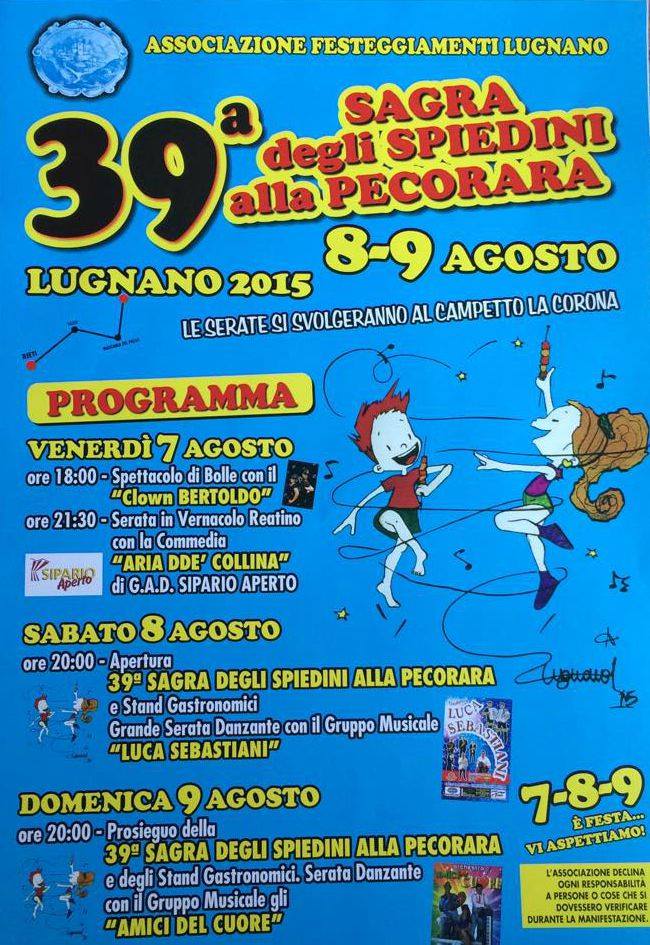 ASSOCIAZIONE FESTEGGIAMENTI LUGNANO
39ª
SAGRA
degli SPIEDINI
alla PECORARA
8-9 AGOSTO
LUGNANO 2015
LE SERATE SI SVOLGERANNO AL CAMPETTO LA CORONA
RIETI
PROGRAMMA
VENERDÌ 7 AGOSTO
ore 18:00 - Spettacolo di Bolle con il
"Clown BERTOLDO"
ore 21:30 - Serata in Vernacolo Reatino
con la Commedia
"ARIA DDE' COLLINA"
di G.A.D. SIPARIO APERTO
SIPARIO
Aperto
SABATO 8 AGOSTO
ore 20:00 - Apertura
39ª SAGRA DEGLI SPIEDINI ALLA PECORARA
e Stand Gastronomici
Grande Serata Danzante con il Gruppo Musicale
"LUCA SEBASTIANI"
LUCA
SEBASTIANI
DOMENICA 9 AGOSTO
ore 20:00 - Prosieguo della
39ª SAGRA DEGLI SPIEDINI ALLA PECORARA
e degli Stand Gastronomici. Serata Danzante
con il Gruppo Musicale gli
"AMICI DEL CUORE"
7-8-9
È FESTA...
VI ASPETTIAMO!
L'ASSOCIAZIONE DECLINA
OGNI RESPONSABILITÀ
A PERSONE O COSE CHE SI
DOVESSERO VERIFICARE
DURANTE LA MANIFESTAZIONE.